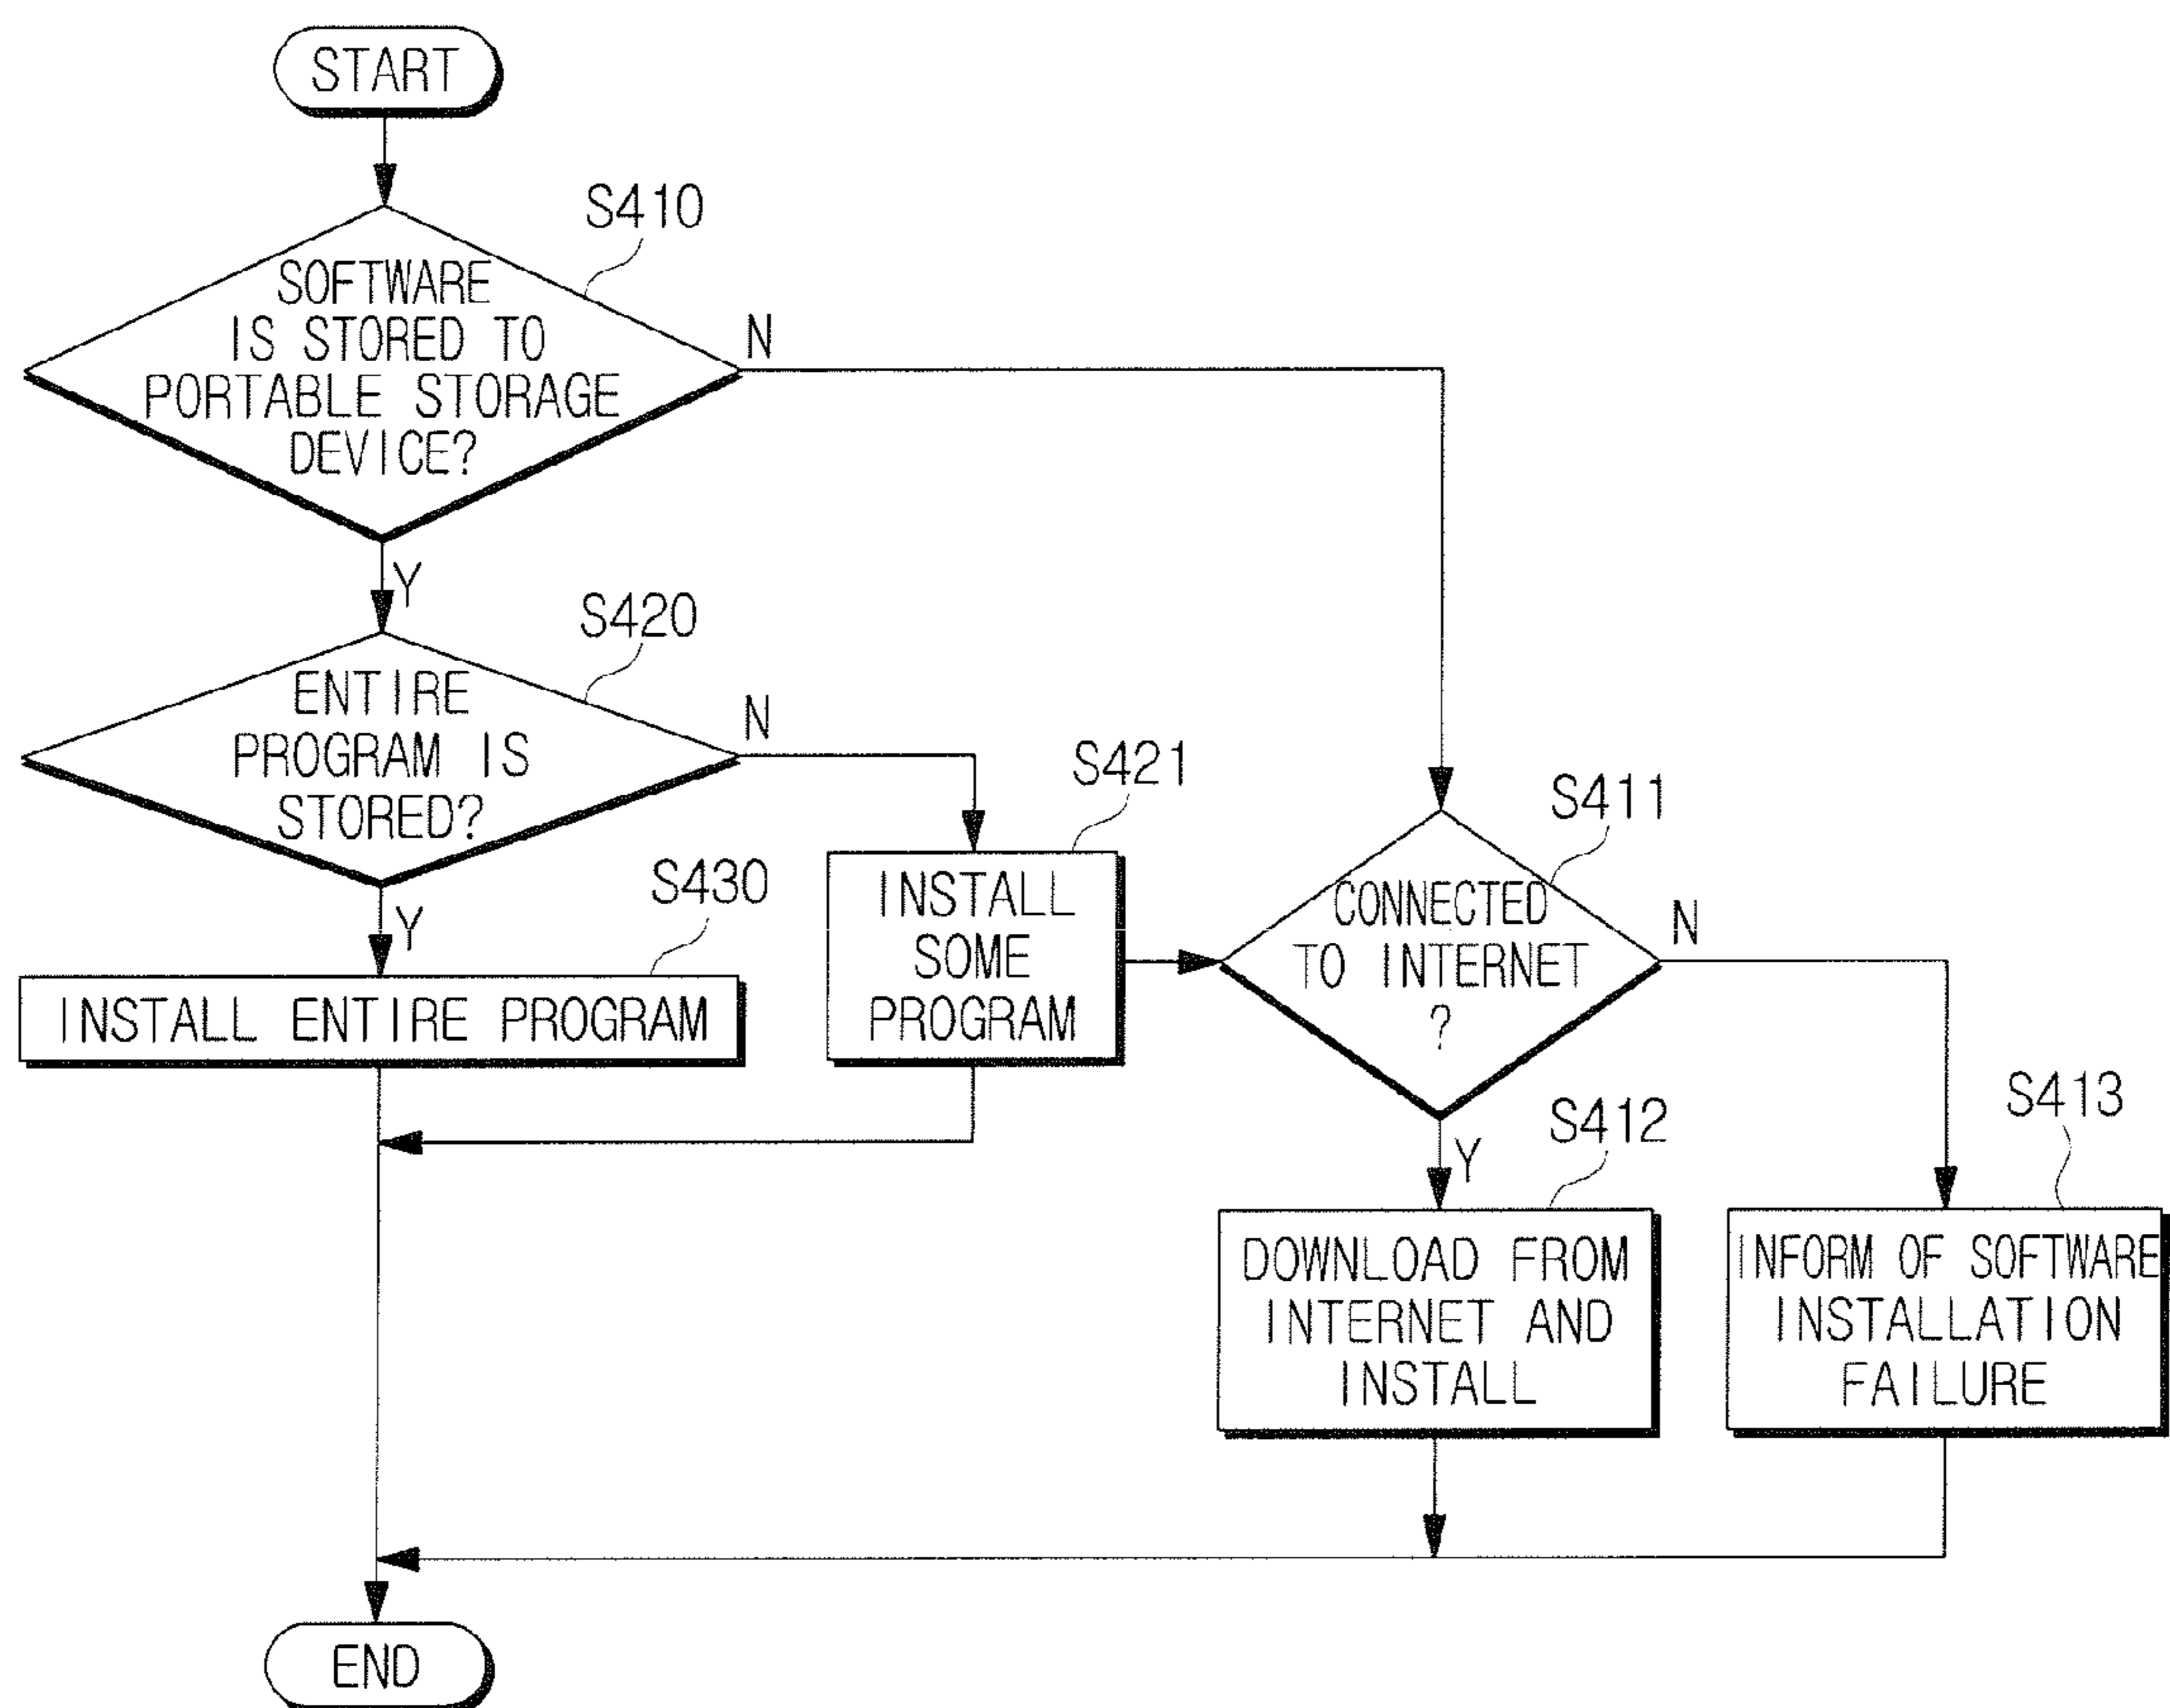 START
S410
SOFTWARE
IS STORED TO
PORTABLE STORAGE
DEVICE?
N
Y
S420
ENTIRE
PROGRAM IS
STORED?
N
Y
S421
INSTALL
SOME
PROGRAM
S430
INSTALL ENTIRE PROGRAM
S411
CONNECTED
TO INTERNET
?
N
Y
S412
DOWNLOAD FROM
INTERNET AND
INSTALL
S413
INFORM OF SOFTWARE
INSTALLATION
FAILURE
END